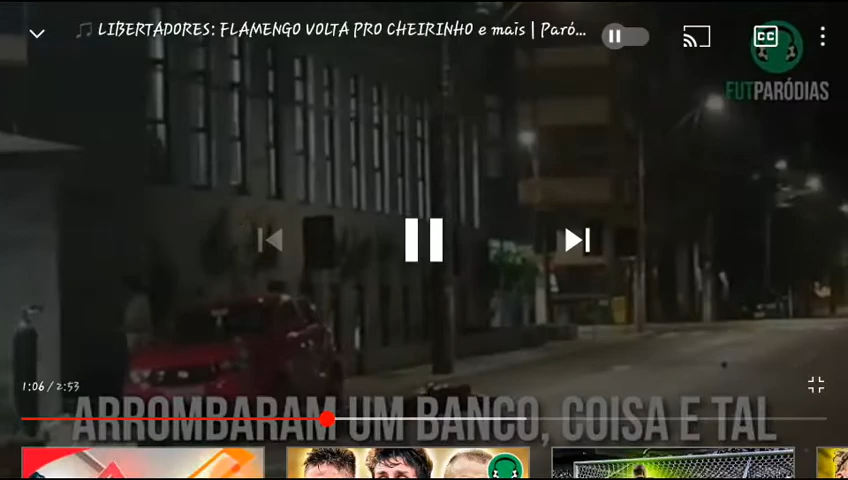 🎵 LIBERTADORES: FLAMENGO VOLTA PRO CHEIRINHO e mais | Paró...
CC
FUTPARÓDIAS
1:06 / 2:53
ARROMBARAM UM BANCO, COISA E TAL